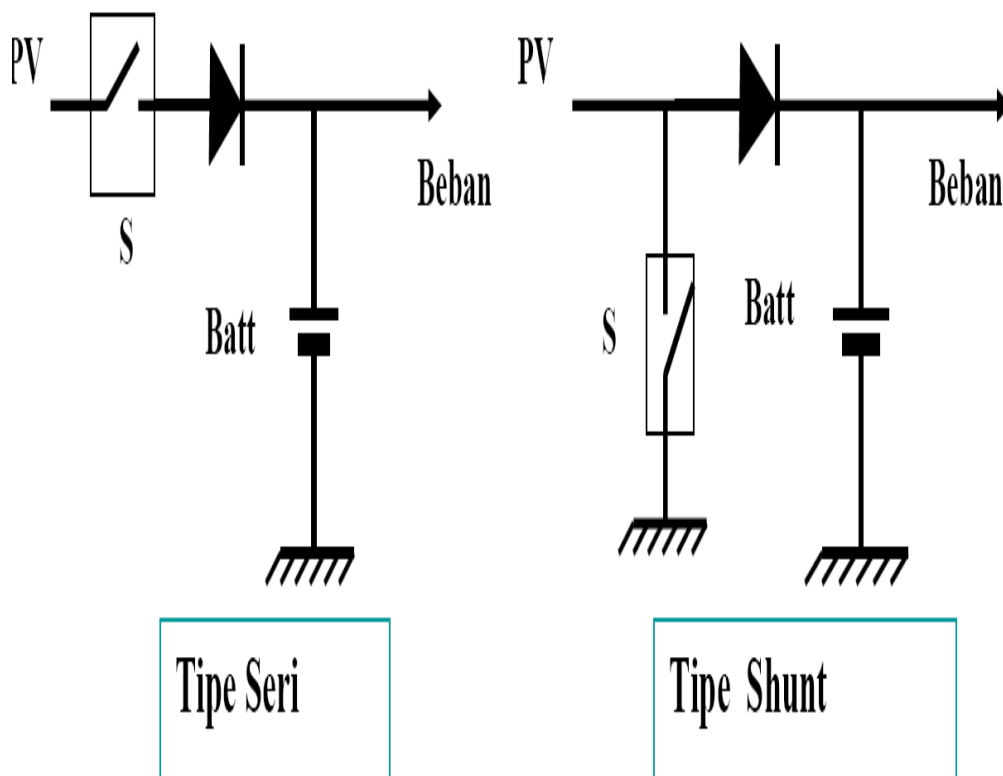 PV
S
Batt
Beban
Tipe Seri
PV
S
Batt
Beban
Tipe Shunt